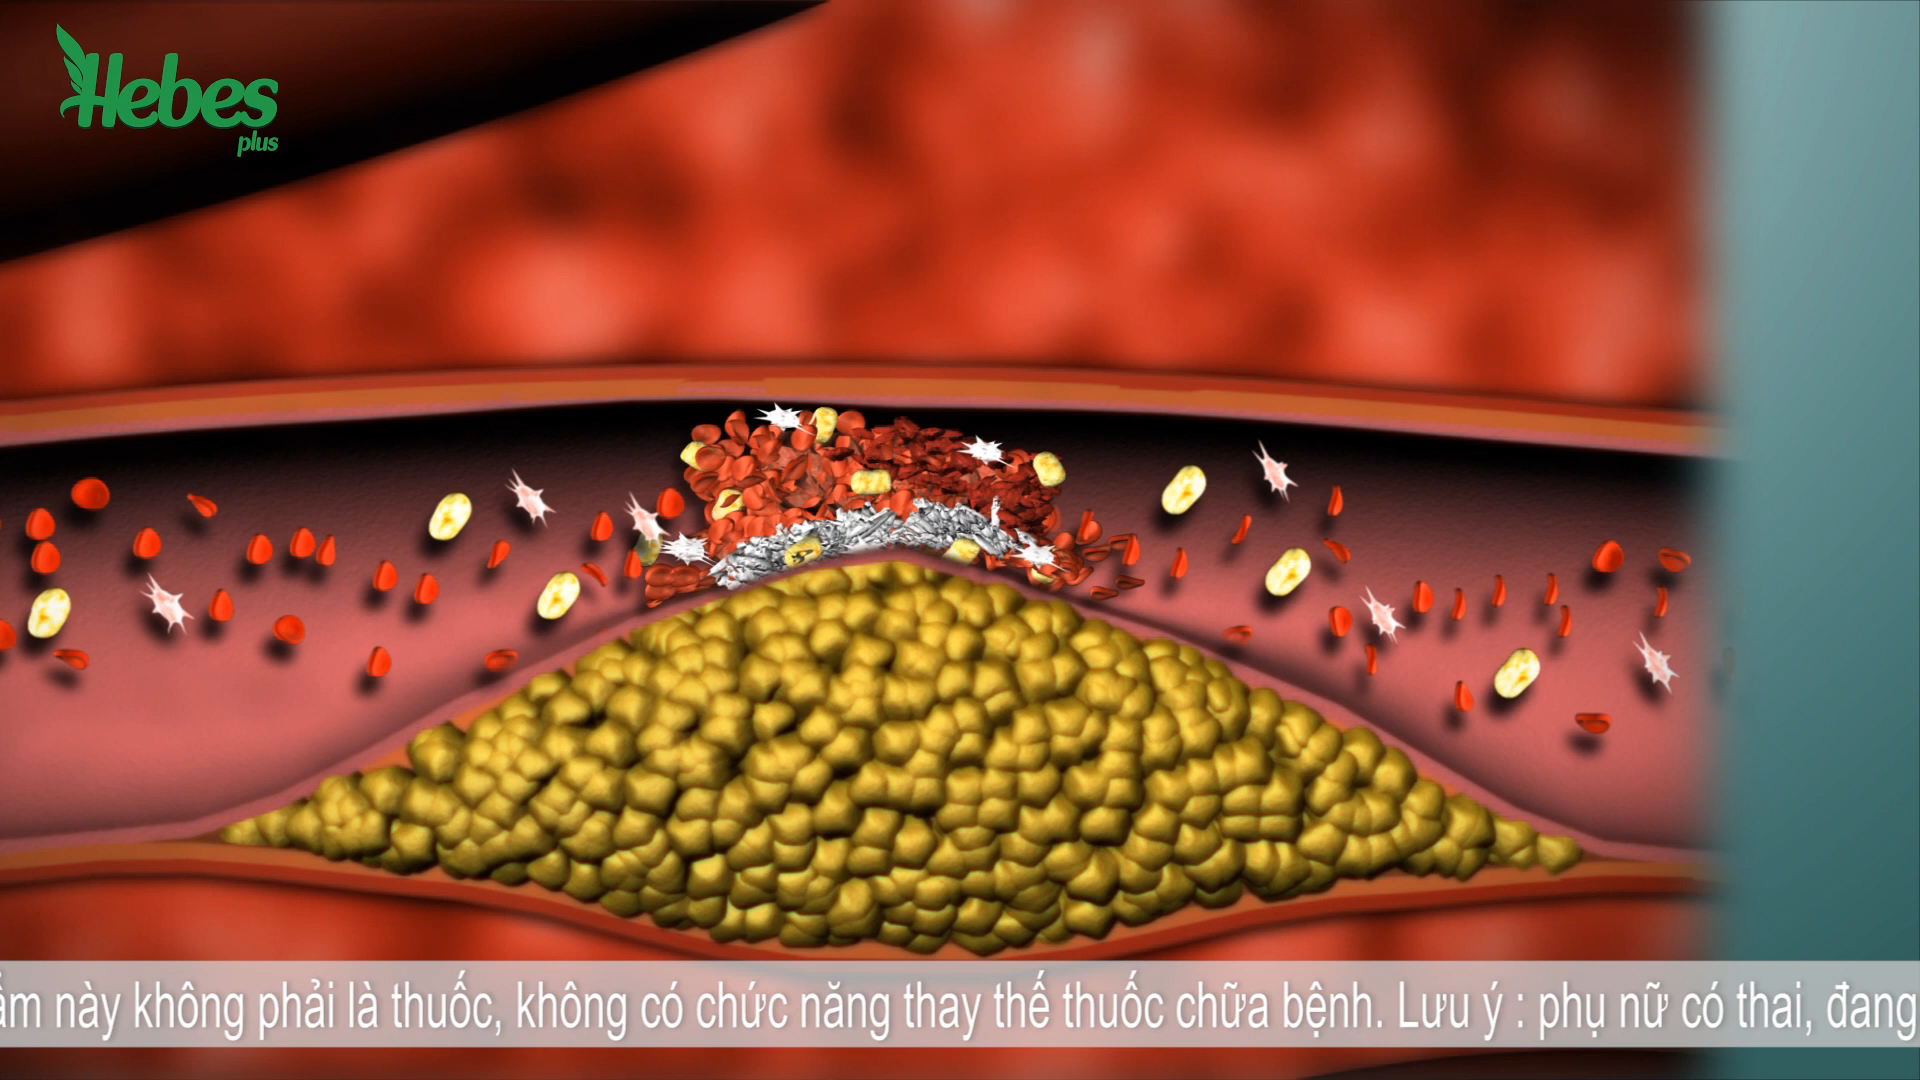 Hebes
plus
này không phải là thuốc, không có chức năng thay thế thuốc chữa bệnh. Lưu ý : phụ nữ có thai, đang